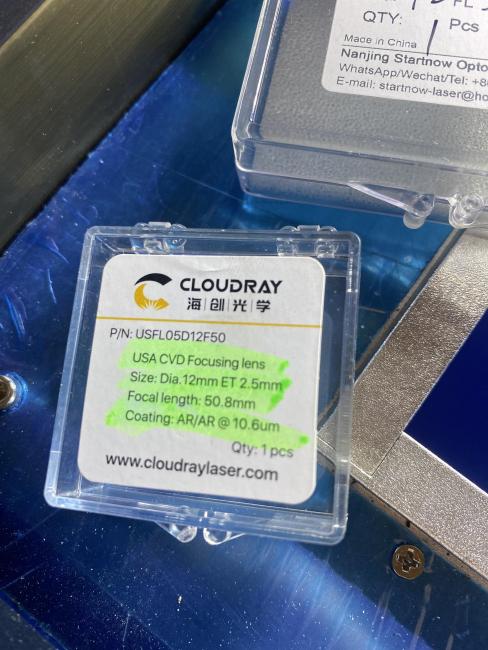 FL
QTY: 1 Pcs
Made in China
Nanjing Startnow Opto
WhatsApp/Wechat/Tel: +8
E-mail: startnow-laser@ho
CLOUDRAY
海|创|光|学
P/N: USFL05D12F50
USA CVD Focusing lens
Size: Dia.12mm ET 2.5mm
Focal length: 50.8mm
Coating: AR/AR @ 10.6um
Qty: 1 pcs
www.cloudraylaser.com